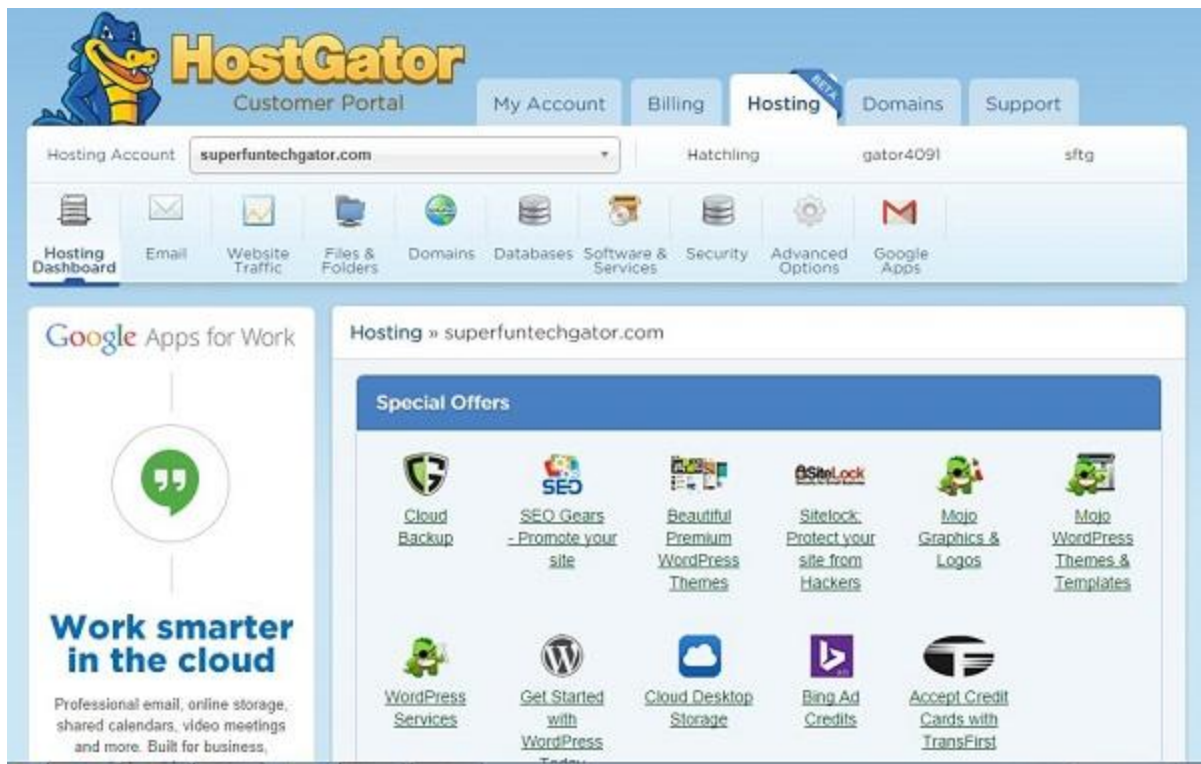 HostGator
Customer Portal
My Account
Billing
Hosting
BETA
Domains
Support
Hosting Account
superfuntechgator.com
Hatchling
gator4091
sftg
Hosting
Dashboard
Email
Website
Traffic
Files &
Folders
Domains
Databases
Software &
Services
Security
Advanced
Options
Google
Apps
Google Apps for Work
Work smarter
in the cloud
Professional email, online storage,
shared calendars, video meetings
and more. Built for business,
Hosting » superfuntechgator.com
Special Offers
Cloud
Backup
SEO
SEO Gears
- Promote your
site
Beautiful
Premium
WordPress
Themes
SiteLock
Sitelock:
Protect your
site from
Hackers
Mojo
Graphics &
Logos
Mojo
WordPress
Themes &
Templates
WordPress
Services
Get Started
with
WordPress
Today
Cloud Desktop
Storage
Bing Ad
Credits
Accept Credit
Cards with
TransFirst